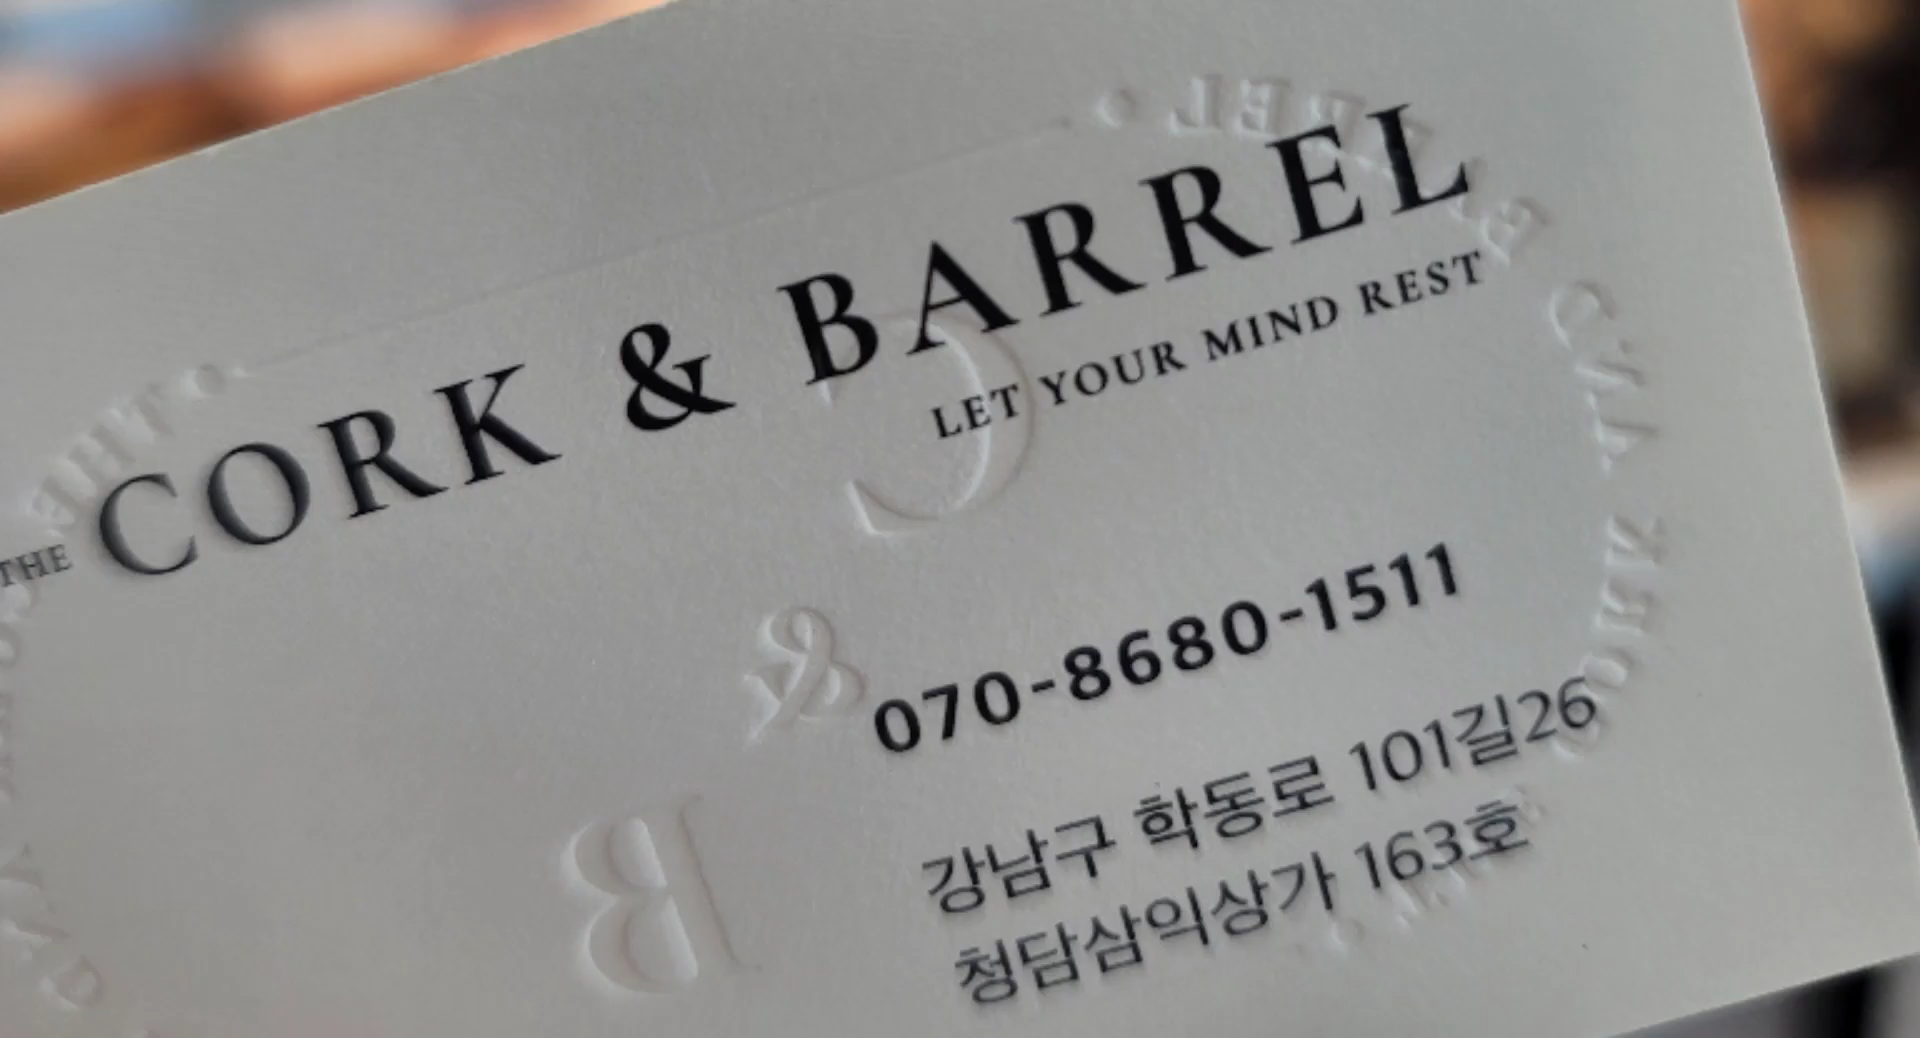 THE CORK & BARREL
LET YOUR MIND REST
070-8680-1511
강남구 학동로 101길26
청담삼익상가 163호
C
&
B